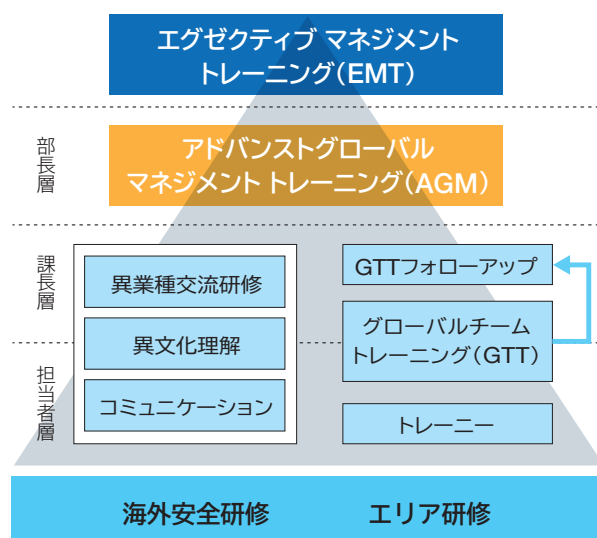 エグゼクティブ マネジメント
トレーニング(EMT)
部長層
アドバンストグローバル
マネジメント トレーニング(AGM)
課長層
異業種交流研修
異文化理解
コミュニケーション
GTTフォローアップ
グローバルチーム
トレーニング(GTT)
担当者層
トレーニー
海外安全研修
エリア研修